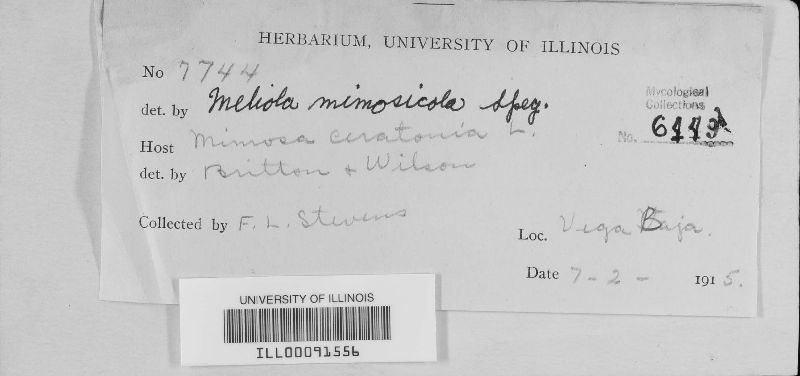 HERBARIUM, UNIVERSITY OF ILLINOIS
No 7744
det. by Meliola mimosicola Speg.
Mycological
Collections
No.
Host Mimosa ceratonia L.
det. by Britton + Wilson
Collected by F. L. Stevens
Loc. Vega Baja.
Date 7-2- 1915.
UNIVERSITY OF ILLINOIS
ILL00091556